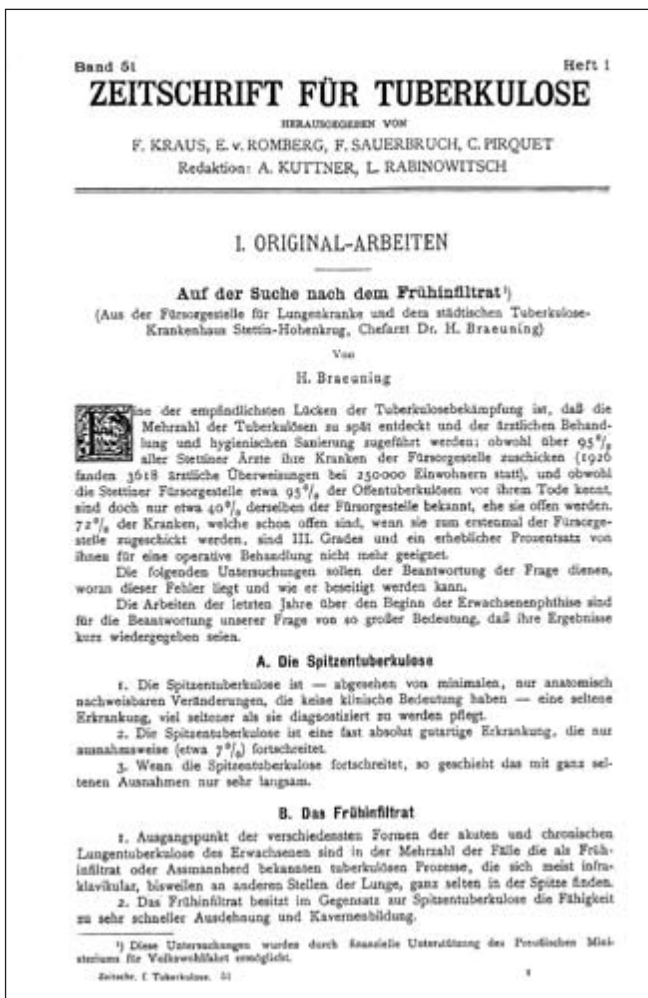 Band 51 Heft 1
ZEITSCHRIFT FÜR TUBERKULOSE
HERAUSGEGEBEN VON
F. KRAUS, E. v. ROMBERG, F. SAUERBRUCH, C. PIRQUET
Redaktion: A. KUTTNER, L. RABINOWITSCH
I. ORIGINAL-ARBEITEN
Auf der Suche nach dem Frühinfiltrat¹)
(Aus der Fürsorgestelle für Lungenkranke und dem städtischen Tuberkulose-
Krankenhaus Stettin-Hohenkrug, Chefarzt Dr. H. Braeuning)
Von
H. Braeuning
Eine der empfindlichsten Lücken der Tuberkulosebekämpfung ist, daß die
Mehrzahl der Tuberkulösen zu spät entdeckt und der ärztlichen Behand-
lung und hygienischen Sanierung zugeführt werden; obwohl über 95%
aller Stettiner Ärzte ihre Kranken der Fürsorgestelle zuschicken (1926
fanden 3618 ärztliche Überweisungen bei 250000 Einwohnern statt), und obwohl
die Stettiner Fürsorgestelle etwa 95% der Offentuberkulösen vor ihrem Tode kennt,
sind doch nur etwa 40% derselben der Fürsorgestelle bekannt, ehe sie offen werden.
72% der Kranken, welche schon offen sind, wenn sie zum erstenmal der Fürsorge-
stelle zugeschickt werden, sind III. Grades und ein erheblicher Prozentsatz von
ihnen für eine operative Behandlung nicht mehr geeignet.
Die folgenden Untersuchungen sollen der Beantwortung der Frage dienen,
woran dieser Fehler liegt und wie er beseitigt werden kann.
Die Arbeiten der letzten Jahre über den Beginn der Erwachsenenphthise sind
für die Beantwortung unserer Frage von so großer Bedeutung, daß ihre Ergebnisse
kurz wiedergegeben seien.
A. Die Spitzentuberkulose
1. Die Spitzentuberkulose ist — abgesehen von minimalen, nur anatomisch
nachweisbaren Veränderungen, die keine klinische Bedeutung haben — eine seltene
Erkrankung, viel seltener als sie diagnostiziert zu werden pflegt.
2. Die Spitzentuberkulose ist eine fast absolut gutartige Erkrankung, die nur
ausnahmsweise (etwa 7%) fortschreitet.
3. Wenn die Spitzentuberkulose fortschreitet, so geschieht das mit ganz sel-
tenen Ausnahmen nur sehr langsam.
B. Das Frühinfiltrat
1. Ausgangspunkt der verschiedensten Formen der akuten und chronischen
Lungentuberkulose des Erwachsenen sind in der Mehrzahl der Fälle die als Früh-
infiltrat oder Assmannherd bekannten tuberkulösen Prozesse, die sich meist infra-
klavikular, bisweilen an anderen Stellen der Lunge, ganz selten in der Spitze finden.
2. Das Frühinfiltrat besitzt im Gegensatz zur Spitzentuberkulose die Fähigkeit
zu sehr schneller Ausdehnung und Kavernenbildung.
¹) Diese Untersuchungen wurden durch finanzielle Unterstützung des Preußischen Mini-
steriums für Volkswohlfahrt ermöglicht.
Zeitschr. f. Tuberkulose. 51 1